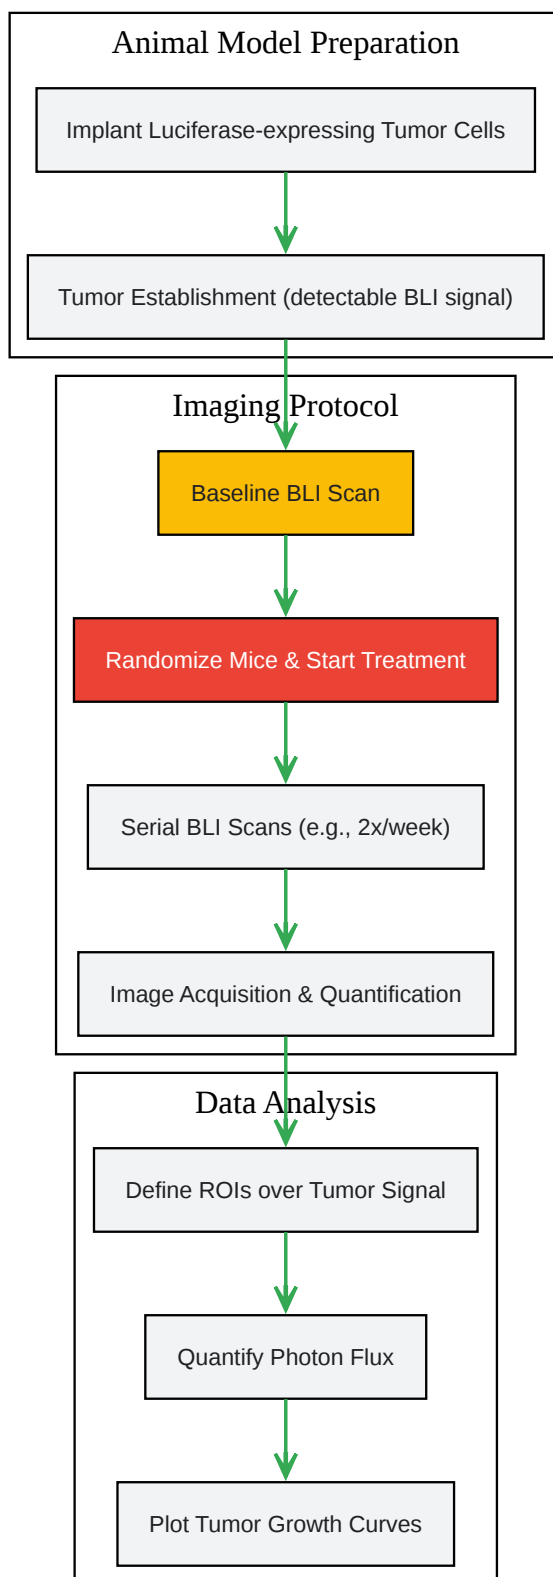 Animal Model Preparation
Implant Luciferase-expressing Tumor Cells
Tumor Establishment (detectable BLI signal)
Imaging Protocol
Baseline BLI Scan
Randomize Mice & Start Treatment
Serial BLI Scans (e.g., 2x/week)
Image Acquisition & Quantification
Data Analysis
Define ROIs over Tumor Signal
Quantify Photon Flux
Plot Tumor Growth Curves